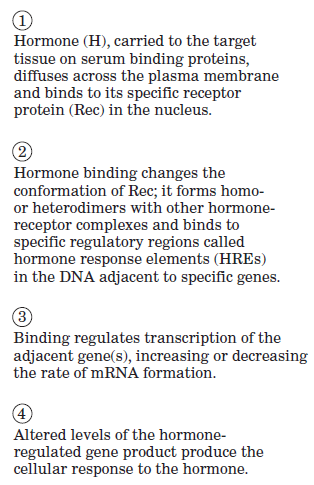 ①
Hormone (H), carried to the target
tissue on serum binding proteins,
diffuses across the plasma membrane
and binds to its specific receptor
protein (Rec) in the nucleus.
②
Hormone binding changes the
conformation of Rec; it forms homo-
or heterodimers with other hormone-
receptor complexes and binds to
specific regulatory regions called
hormone response elements (HREs)
in the DNA adjacent to specific genes.
③
Binding regulates transcription of the
adjacent gene(s), increasing or decreasing
the rate of mRNA formation.
④
Altered levels of the hormone-
regulated gene product produce the
cellular response to the hormone.